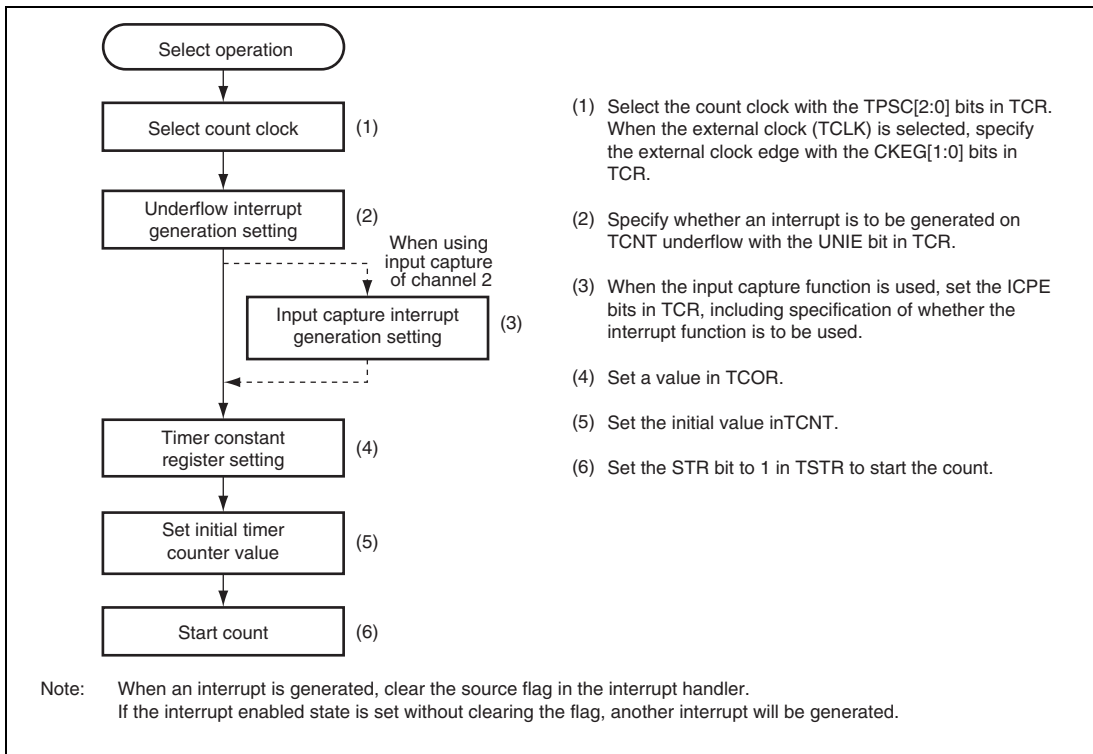 Select operation
Select count clock
(1)
Underflow interrupt
generation setting
(2)
When using
input capture
of channel 2
Input capture interrupt
generation setting
(3)
Timer constant
register setting
(4)
Set initial timer
counter value
(5)
Start count
(6)
(1) Select the count clock with the TPSC[2:0] bits in TCR.
When the external clock (TCLK) is selected, specify
the external clock edge with the CKEG[1:0] bits in
TCR.
(2) Specify whether an interrupt is to be generated on
TCNT underflow with the UNIE bit in TCR.
(3) When the input capture function is used, set the ICPE
bits in TCR, including specification of whether the
interrupt function is to be used.
(4) Set a value in TCOR.
(5) Set the initial value inTCNT.
(6) Set the STR bit to 1 in TSTR to start the count.
Note: When an interrupt is generated, clear the source flag in the interrupt handler.
If the interrupt enabled state is set without clearing the flag, another interrupt will be generated.